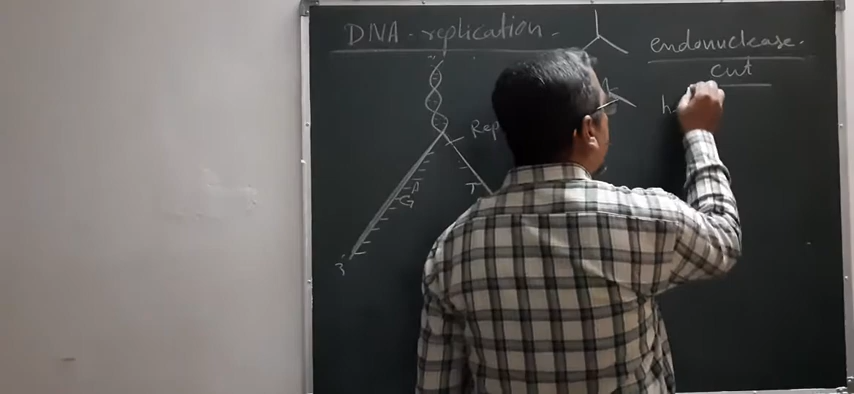 DNA - replication -
endonuclease.
cut
h
Rep
A
G
T
3'